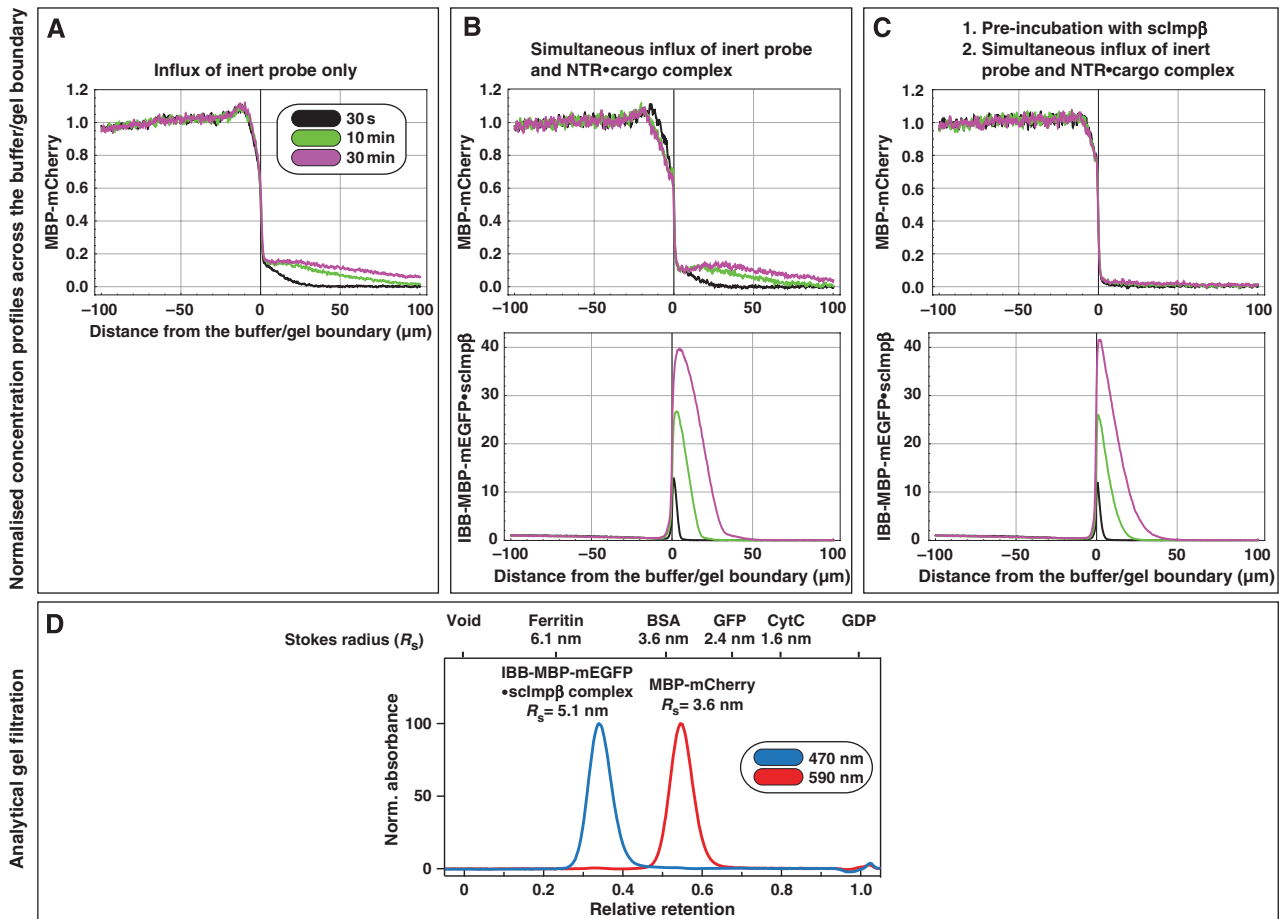 Normalised concentration profiles across the buffer/gel boundary
A
Influx of inert probe only
MBP-mCherry
1.2
1.0
0.8
0.6
0.4
0.2
0.0
30 s
10 min
30 min
−100 −50 0 50 100
Distance from the buffer/gel boundary (µm)
B
Simultaneous influx of inert probe
and NTR•cargo complex
MBP-mCherry
1.2
1.0
0.8
0.6
0.4
0.2
0.0
−100 −50 0 50 100
IBB-MBP-mEGFP•scImpβ
40
30
20
10
0
−100 −50 0 50 100
Distance from the buffer/gel boundary (µm)
C
1. Pre-incubation with scImpβ
2. Simultaneous influx of inert
probe and NTR•cargo complex
MBP-mCherry
1.2
1.0
0.8
0.6
0.4
0.2
0.0
−100 −50 0 50 100
IBB-MBP-mEGFP•scImpβ
40
30
20
10
0
−100 −50 0 50 100
Distance from the buffer/gel boundary (µm)
Analytical gel filtration
D
Void Ferritin BSA GFP CytC GDP
Stokes radius (Rs) 6.1 nm 3.6 nm 2.4 nm 1.6 nm
IBB-MBP-mEGFP
•scImpβ complex
Rs= 5.1 nm
MBP-mCherry
Rs= 3.6 nm
470 nm
590 nm
Norm. absorbance
100
50
0
0 0.2 0.4 0.6 0.8 1.0
Relative retention